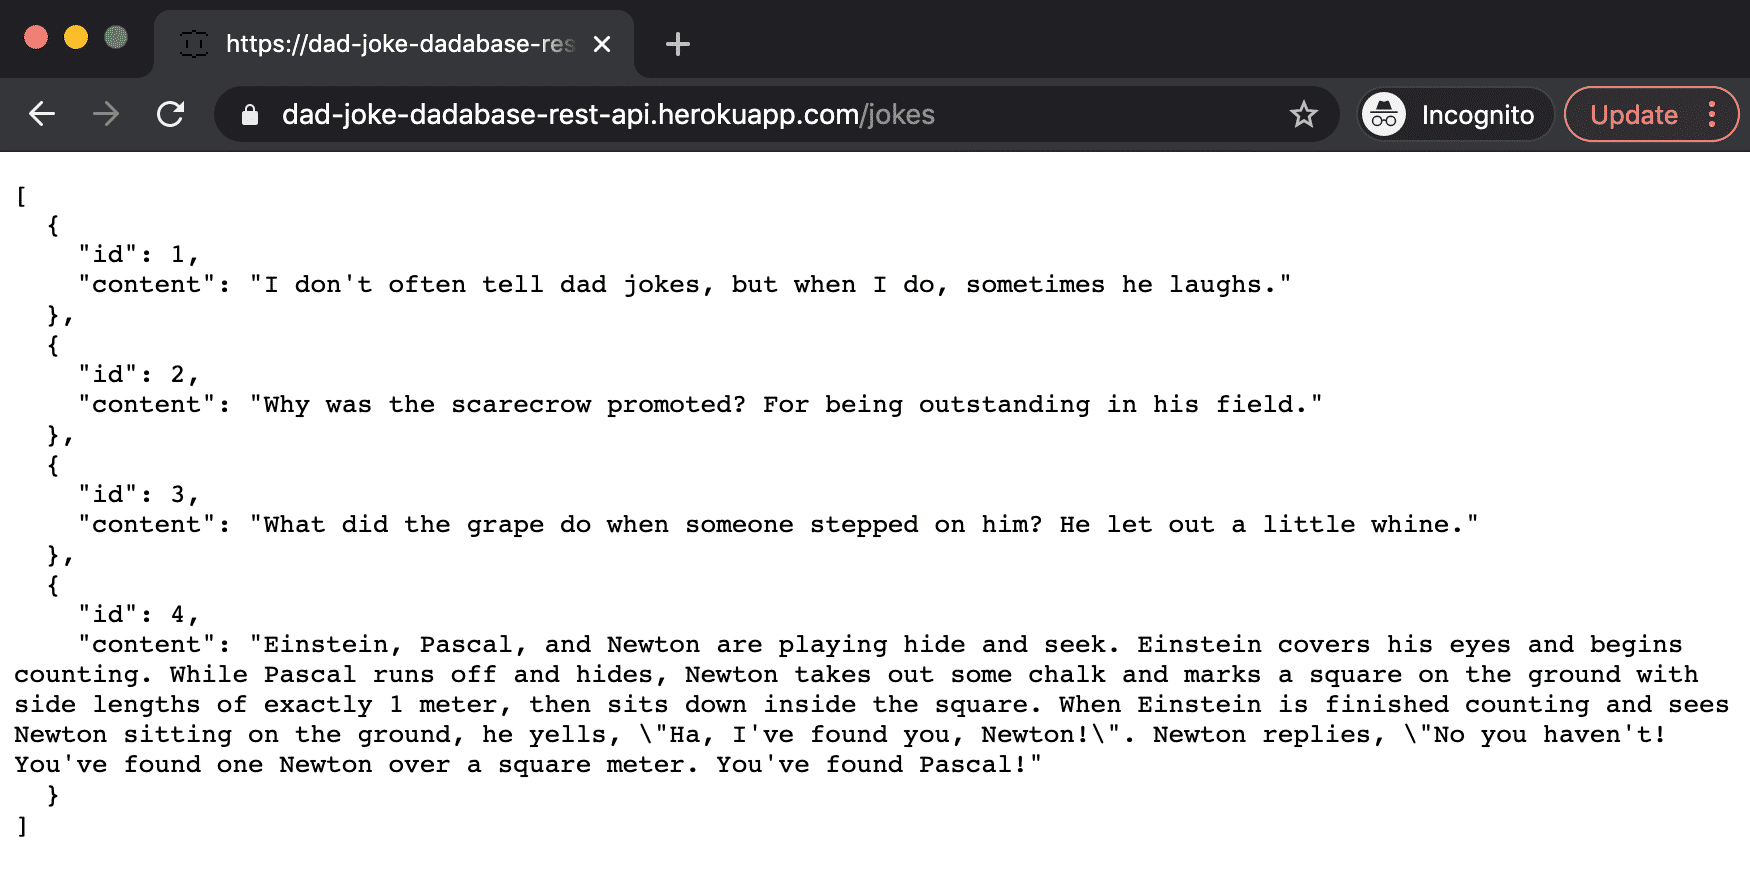 https://dad-joke-dadabase-res
dad-joke-dadabase-rest-api.herokuapp.com/jokes
Incognito
Update
[
  {
    "id": 1,
    "content": "I don't often tell dad jokes, but when I do, sometimes he laughs."
  },
  {
    "id": 2,
    "content": "Why was the scarecrow promoted? For being outstanding in his field."
  },
  {
    "id": 3,
    "content": "What did the grape do when someone stepped on him? He let out a little whine."
  },
  {
    "id": 4,
    "content": "Einstein, Pascal, and Newton are playing hide and seek. Einstein covers his eyes and begins
counting. While Pascal runs off and hides, Newton takes out some chalk and marks a square on the ground with
side lengths of exactly 1 meter, then sits down inside the square. When Einstein is finished counting and sees
Newton sitting on the ground, he yells, \"Ha, I've found you, Newton!\". Newton replies, \"No you haven't!
You've found one Newton over a square meter. You've found Pascal!"
  }
]